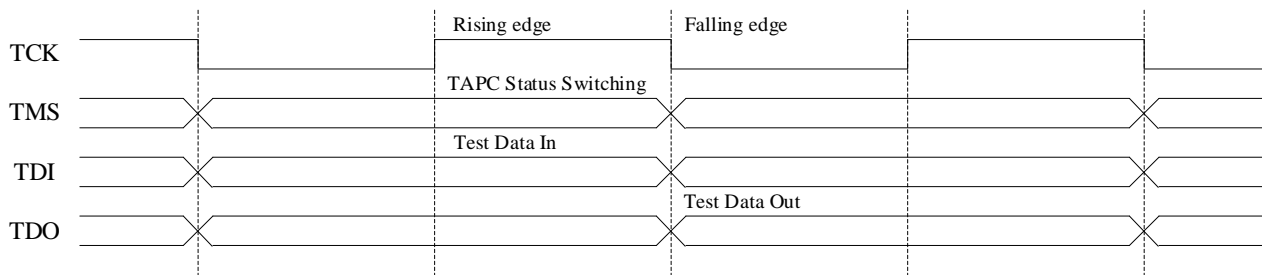 Rising edge Falling edge
TCK
TAPC Status Switching
TMS
Test Data In
TDI
Test Data Out
TDO